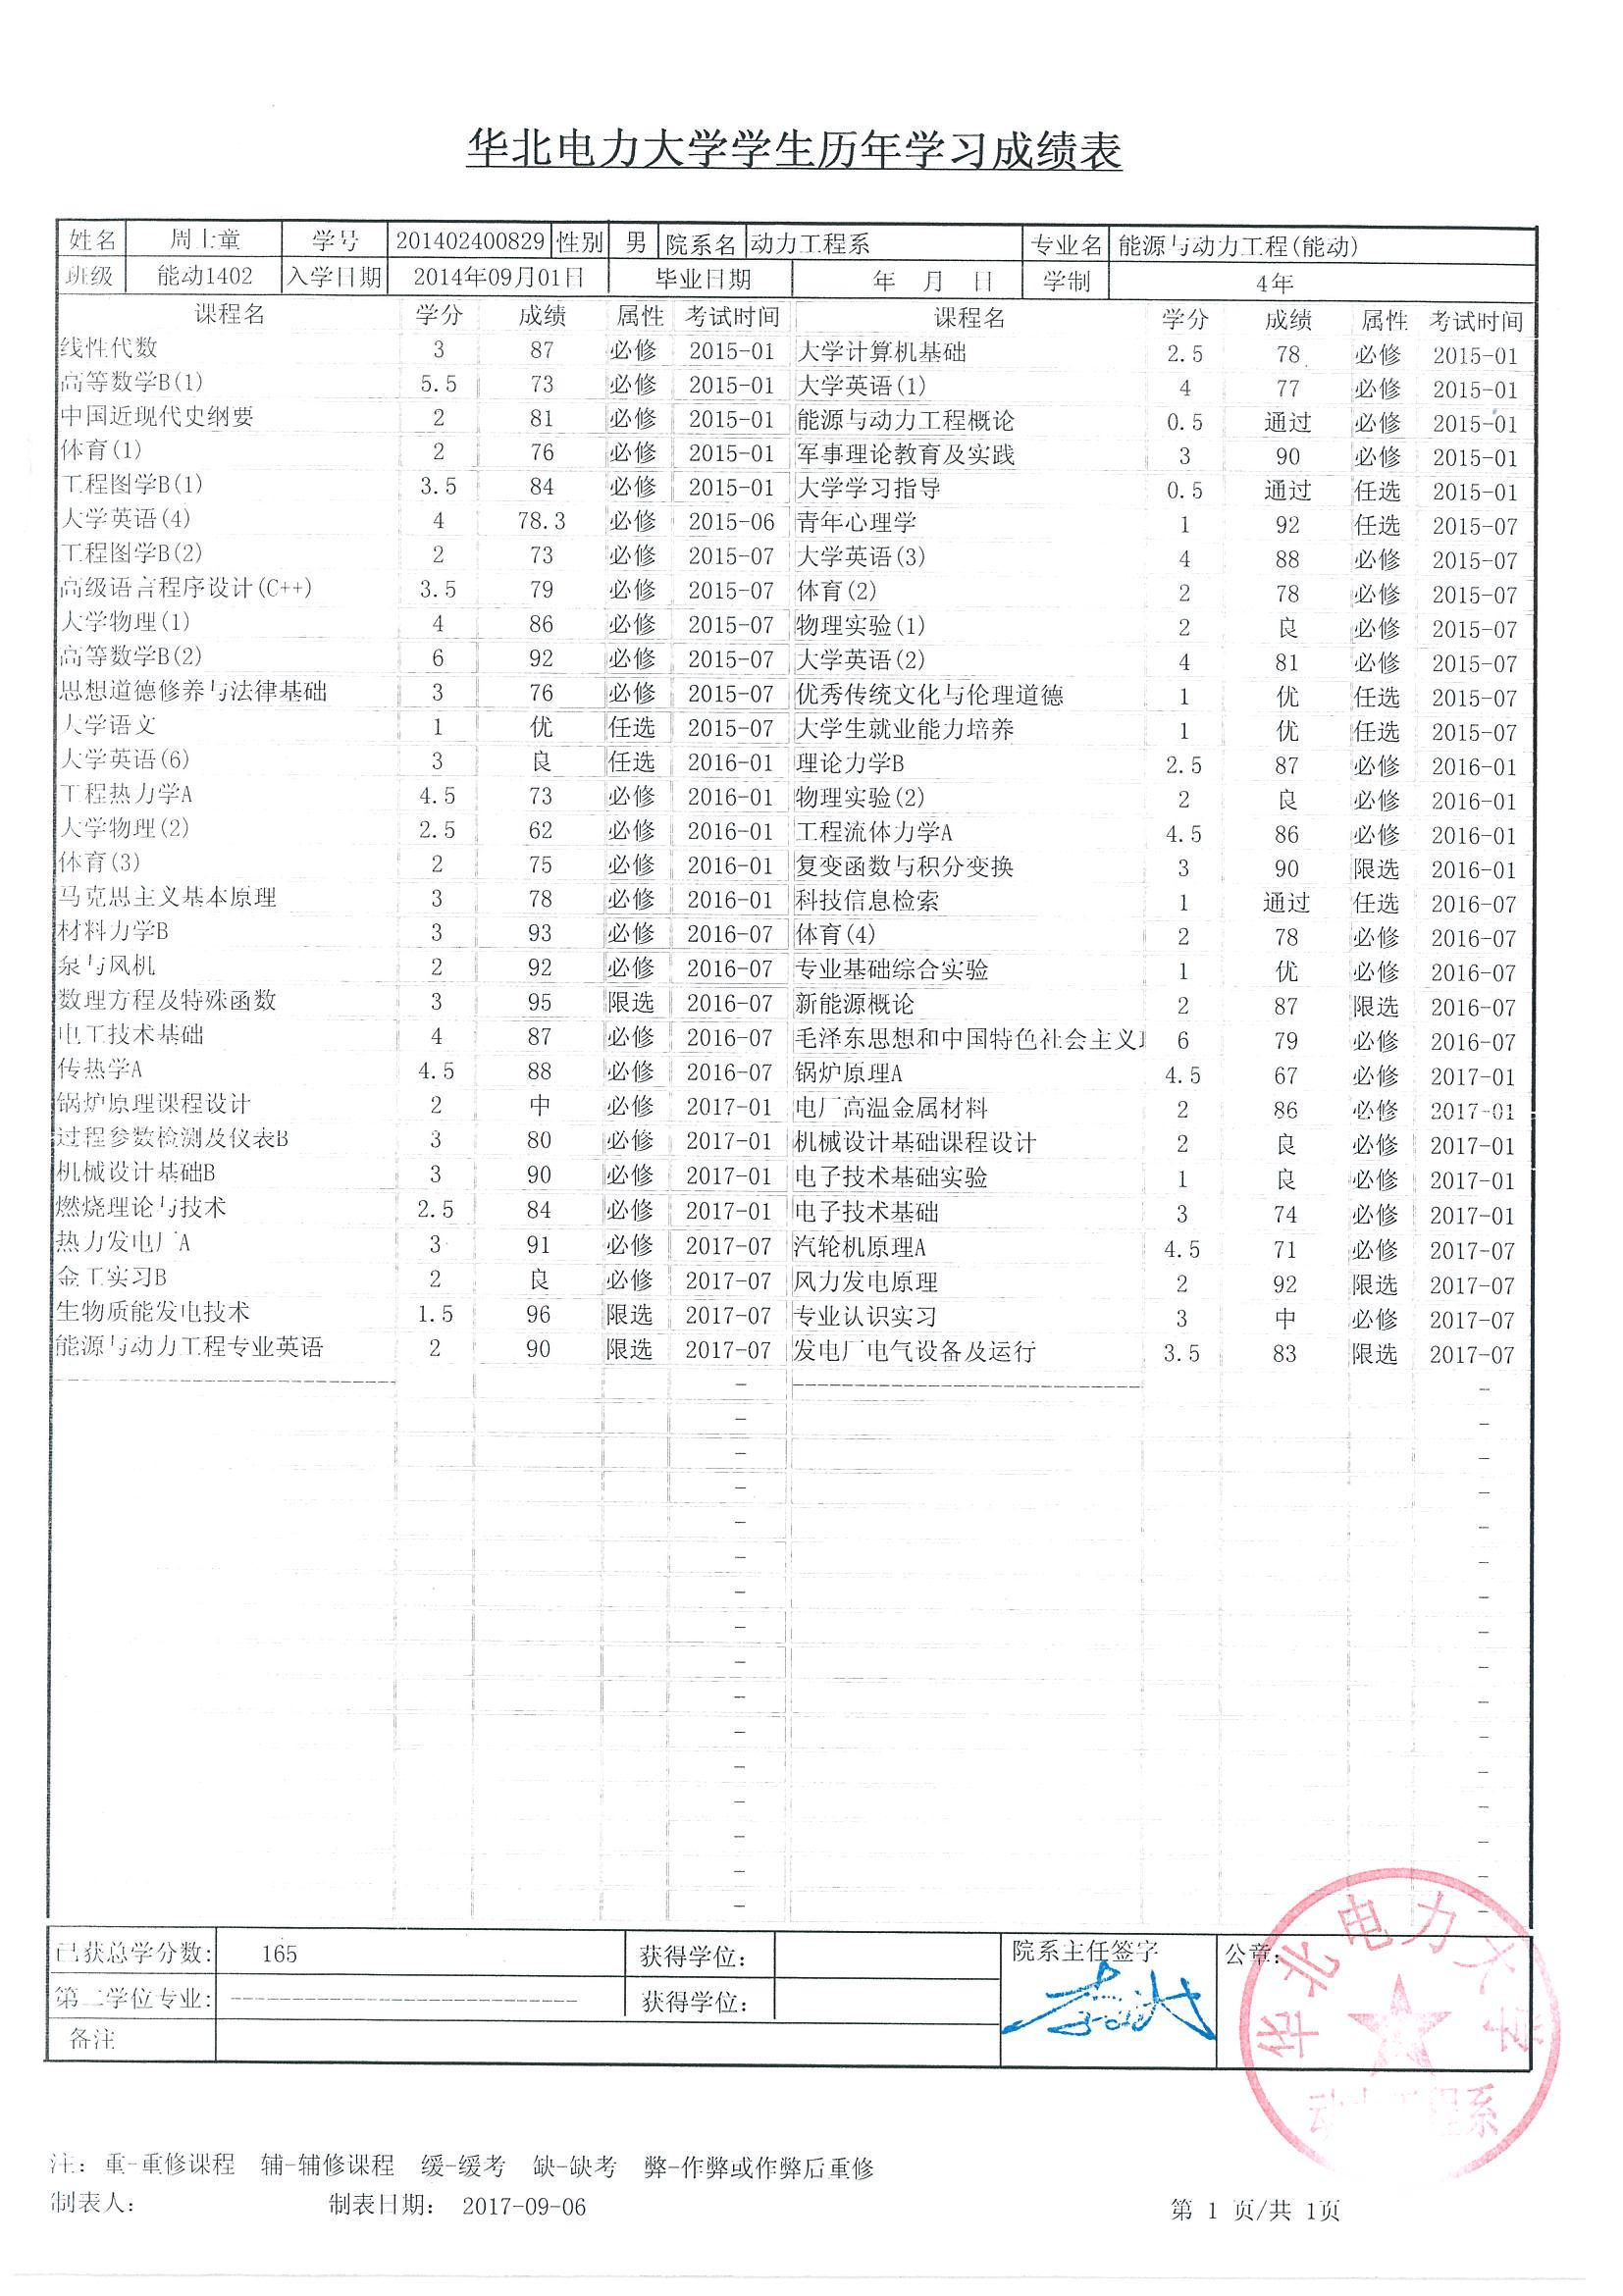 华北电力大学学生历年学习成绩表
姓名 周上童 学号 201402400829 性别 男 院系名 动力工程系 专业名 能源与动力工程(能动)
班级 能动1402 入学日期 2014年09月01日 毕业日期 年 月 日 学制 4年
课程名 学分 成绩 属性 考试时间 课程名 学分 成绩 属性 考试时间
线性代数 3 87 必修 2015-01 大学计算机基础 2.5 78 必修 2015-01
高等数学B(1) 5.5 73 必修 2015-01 大学英语(1) 4 77 必修 2015-01
中国近现代史纲要 2 81 必修 2015-01 能源与动力工程概论 0.5 通过 必修 2015-01
体育(1) 2 76 必修 2015-01 军事理论教育及实践 3 90 必修 2015-01
工程图学B(1) 3.5 84 必修 2015-01 大学学习指导 0.5 通过 任选 2015-01
大学英语(4) 4 78.3 必修 2015-06 青年心理学 1 92 任选 2015-07
工程图学B(2) 2 73 必修 2015-07 大学英语(3) 4 88 必修 2015-07
高级语言程序设计(C++) 3.5 79 必修 2015-07 体育(2) 2 78 必修 2015-07
大学物理(1) 4 86 必修 2015-07 物理实验(1) 2 良 必修 2015-07
高等数学B(2) 6 92 必修 2015-07 大学英语(2) 4 81 必修 2015-07
思想道德修养与法律基础 3 76 必修 2015-07 优秀传统文化与伦理道德 1 优 任选 2015-07
大学语文 1 优 任选 2015-07 大学生就业能力培养 1 优 任选 2015-07
大学英语(6) 3 良 任选 2016-01 理论力学B 2.5 87 必修 2016-01
工程热力学A 4.5 73 必修 2016-01 物理实验(2) 2 良 必修 2016-01
大学物理(2) 2.5 62 必修 2016-01 工程流体力学A 4.5 86 必修 2016-01
体育(3) 2 75 必修 2016-01 复变函数与积分变换 3 90 限选 2016-01
马克思主义基本原理 3 78 必修 2016-01 科技信息检索 1 通过 任选 2016-07
材料力学B 3 93 必修 2016-07 体育(4) 2 78 必修 2016-07
泵与风机 2 92 必修 2016-07 专业基础综合实验 1 优 必修 2016-07
数理方程及特殊函数 3 95 限选 2016-07 新能源概论 2 87 限选 2016-07
电工技术基础 4 87 必修 2016-07 毛泽东思想和中国特色社会主义 6 79 必修 2016-07
传热学A 4.5 88 必修 2016-07 锅炉原理A 4.5 67 必修 2017-01
锅炉原理课程设计 2 中 必修 2017-01 电厂高温金属材料 2 86 必修 2017-01
过程参数检测及仪表B 3 80 必修 2017-01 机械设计基础课程设计 2 良 必修 2017-01
机械设计基础B 3 90 必修 2017-01 电子技术基础实验 1 良 必修 2017-01
燃烧理论与技术 2.5 84 必修 2017-01 电子技术基础 3 74 必修 2017-01
热力发电厂A 3 91 必修 2017-07 汽轮机原理A 4.5 71 必修 2017-07
金工实习B 2 良 必修 2017-07 风力发电原理 2 92 限选 2017-07
生物质能发电技术 1.5 96 限选 2017-07 专业认识实习 3 中 必修 2017-07
能源与动力工程专业英语 2 90 限选 2017-07 发电厂电气设备及运行 3.5 83 限选 2017-07
已获总学分数: 165 获得学位: 院系主任签字 公章:
第二学位专业: ---------------------------- 获得学位:
备注
华北电力大学
动力工程系
注: 重-重修课程 辅-辅修课程 缓-缓考 缺-缺考 弊-作弊或作弊后重修
制表人: 制表日期: 2017-09-06 第 1 页/共 1页